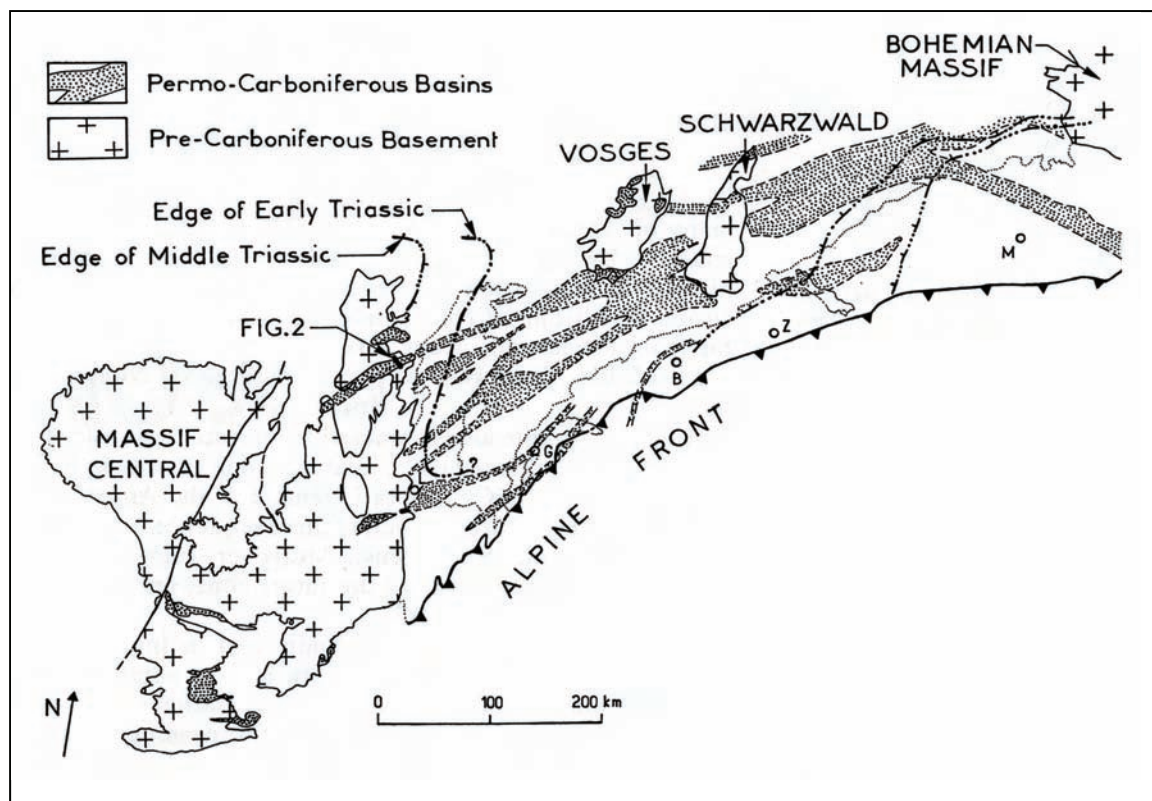 Permo-Carboniferous Basins
Pre-Carboniferous Basement
BOHEMIAN
MASSIF
SCHWARZWALD
VOSGES
Edge of Early Triassic
Edge of Middle Triassic
FIG.2
MASSIF
CENTRAL
?
G
B
Z
M
ALPINE FRONT
N
0 100 200 km